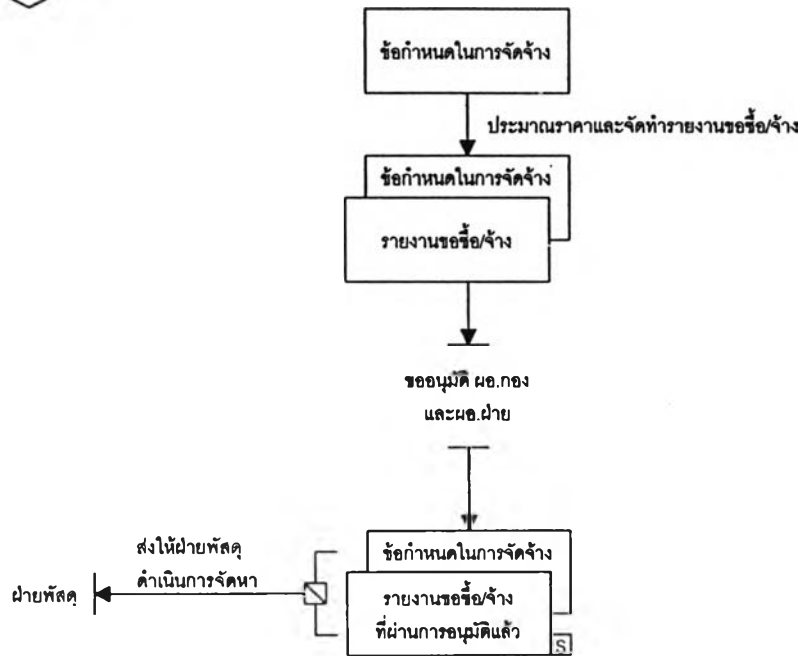 ข้อกำหนดในการจัดจ้าง
ประมาณราคาและจัดทำรายงานขอซื้อ/จ้าง
ข้อกำหนดในการจัดจ้าง
รายงานขอซื้อ/จ้าง
ขออนุมัติ ผอ.กอง
และผอ.ฝ่าย
ส่งให้ฝ่ายพัสดุ
ดำเนินการจัดหา
ฝ่ายพัสดุ
ข้อกำหนดในการจัดจ้าง
รายงานขอซื้อ/จ้าง
ที่ผ่านการอนุมัติแล้ว
S